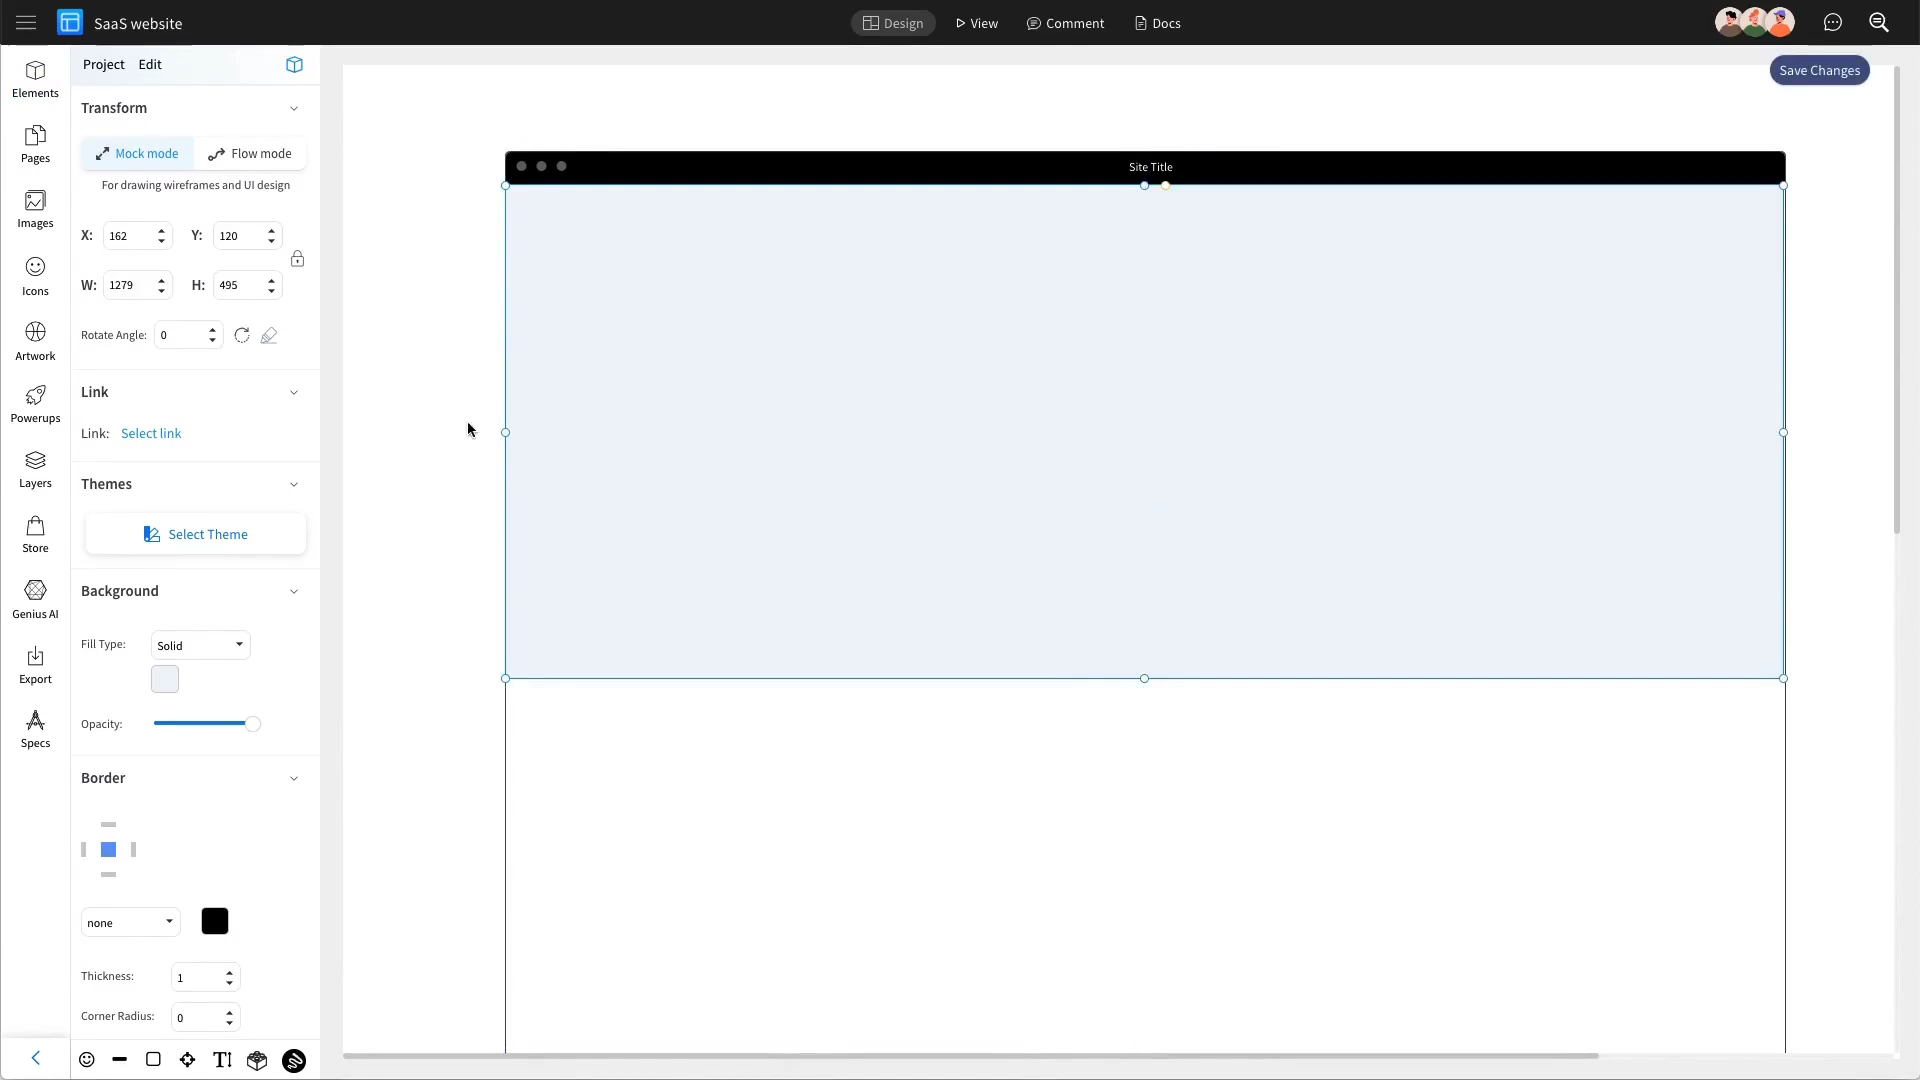 SaaS website
Design
View
Comment
Docs
Save Changes
Project Edit
Elements
Pages
Images
Icons
Artwork
Powerups
Layers
Store
Genius AI
Export
Specs
Transform
Mock mode
Flow mode
For drawing wireframes and UI design
X: 162 Y: 120
W: 1279 H: 495
Rotate Angle: 0
Link
Link: Select link
Themes
Select Theme
Background
Fill Type: Solid
Opacity:
Border
none
Thickness: 1
Corner Radius: 0
Site Title